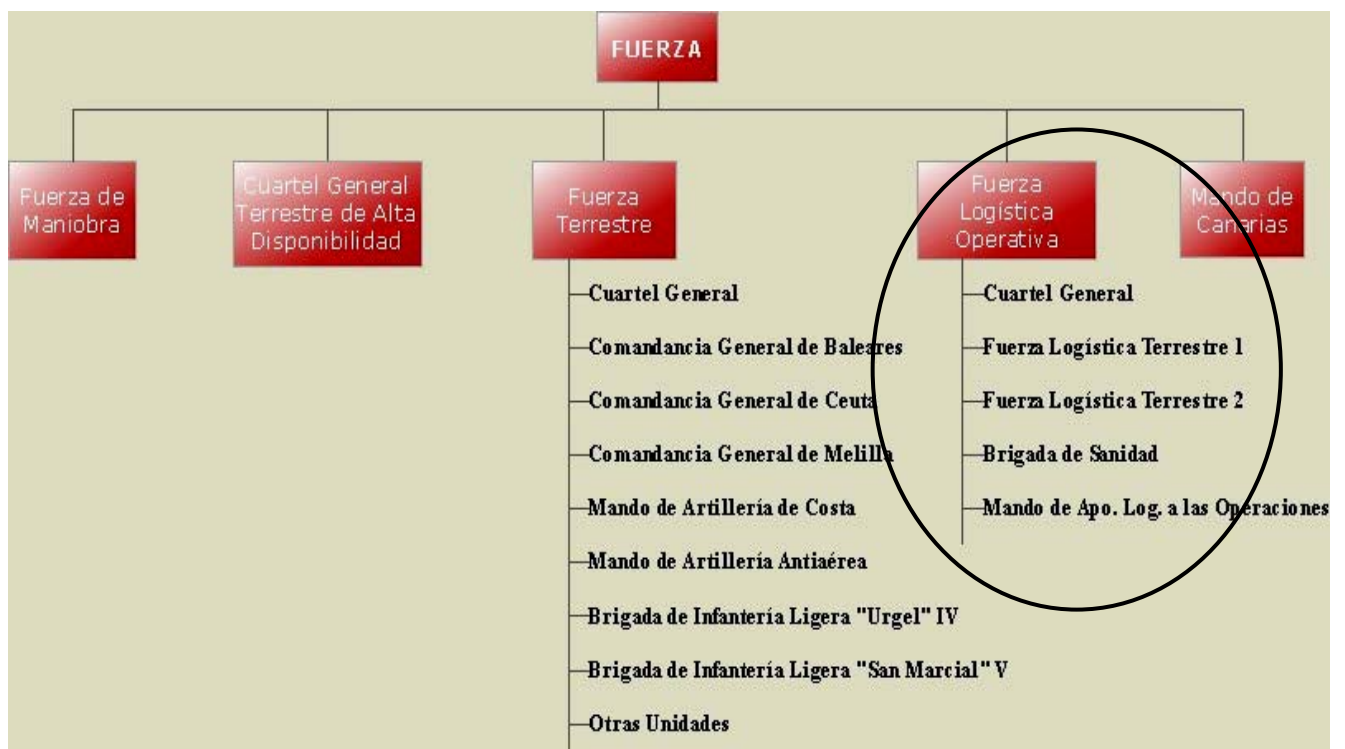 FUERZA
Fuerza de
Maniobra
Cuartel General
Terrestre de Alta
Disponibilidad
Fuerza
Terrestre
Fuerza
Logística
Operativa
Mando de
Canarias
Cuartel General
Comandancia General de Baleares
Comandancia General de Ceuta
Comandancia General de Melilla
Mando de Artillería de Costa
Mando de Artillería Antiaérea
Brigada de Infantería Ligera "Urgel" IV
Brigada de Infantería Ligera "San Marcial" V
Otras Unidades
Cuartel General
Fuerza Logística Terrestre 1
Fuerza Logística Terrestre 2
Brigada de Sanidad
Mando de Apo. Log. a las Operaciones